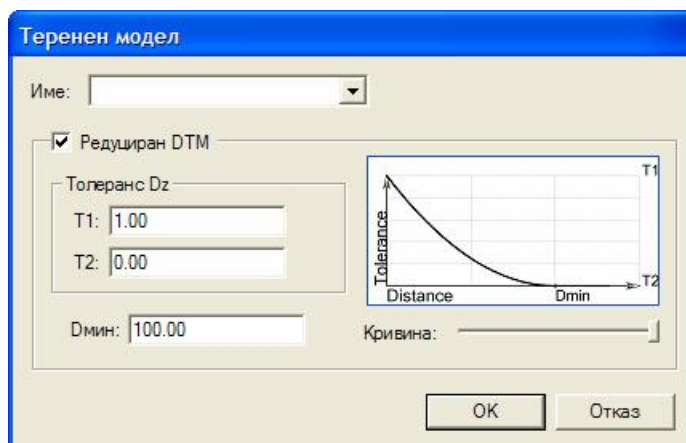 Теренен модел
Име:
Редуциран DTM
Толеранс Dz
T1: 1.00
T2: 0.00
Dмин: 100.00
T1
Tolerance
T2
Distance Dmin
Кривина:
OK Отказ